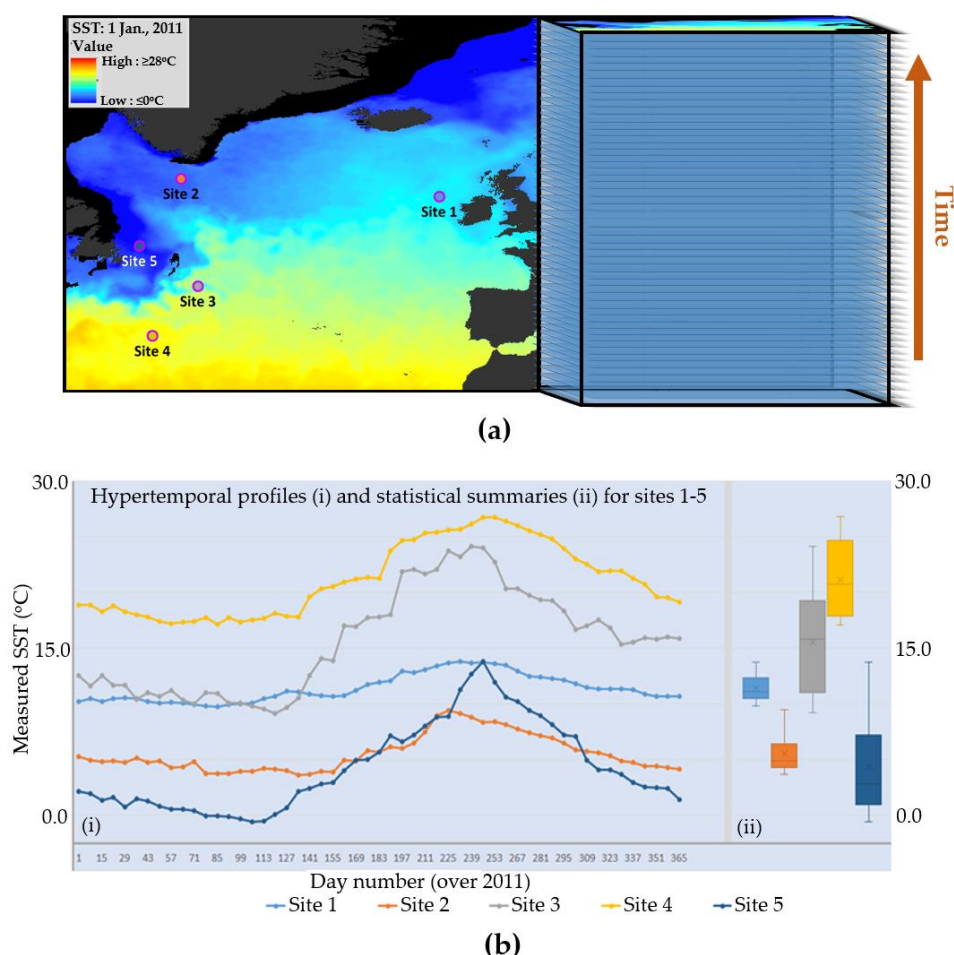 SST: 1 Jan., 2011
Value
High : ≥28°C
Low : ≤0°C
Site 2
Site 1
Site 5
Site 3
Site 4
Time
(a)
30.0
Hypertemporal profiles (i) and statistical summaries (ii) for sites 1-5
30.0
Measured SST (°C)
15.0
15.0
0.0
0.0
(i)
(ii)
1 15 29 43 57 71 85 99 113 127 141 155 169 183 197 211 225 239 253 267 281 295 309 323 337 351 365
Day number (over 2011)
Site 1 Site 2 Site 3 Site 4 Site 5
(b)